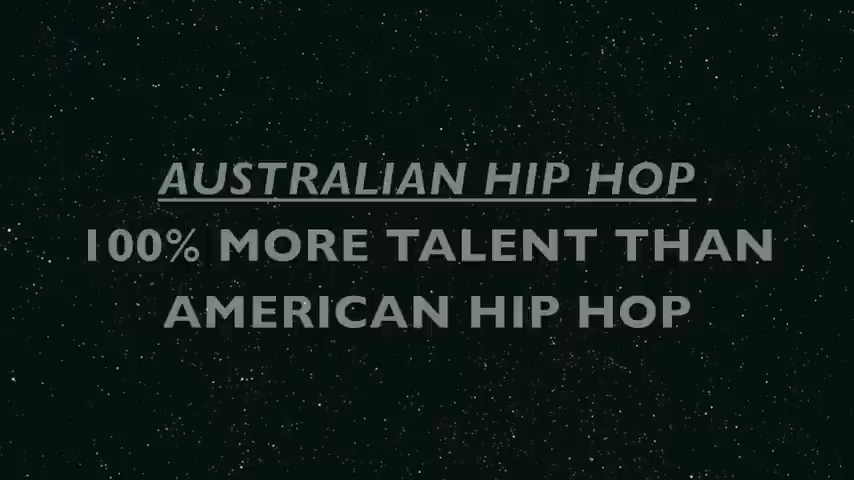 AUSTRALIAN HIP HOP
100% MORE TALENT THAN
AMERICAN HIP HOP